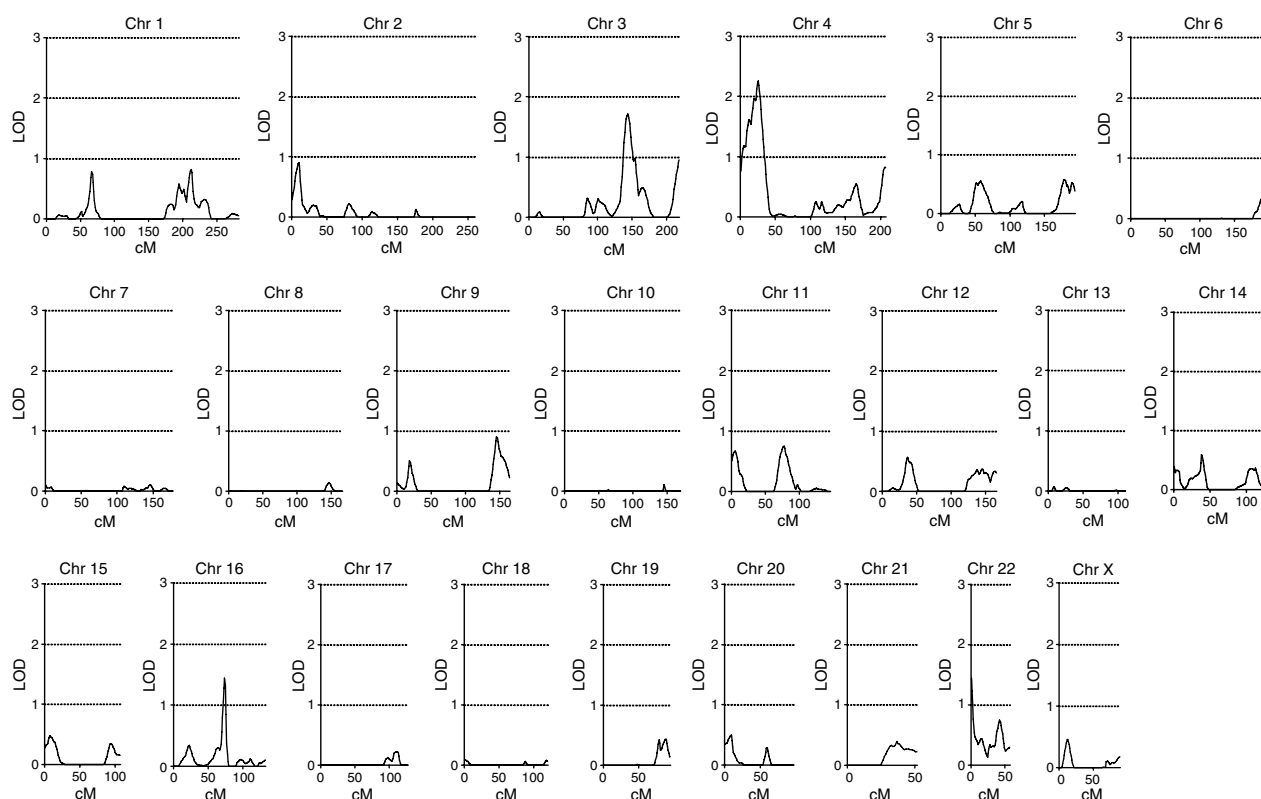 Chr 1 Chr 2 Chr 3 Chr 4 Chr 5 Chr 6
3 3 3 3 3 3
2 2 2 2 2 2
LOD LOD LOD LOD LOD LOD
1 1 1 1 1 1
0 0 0 0 0 0
0 50 100 150 200 250 0 50 100 150 200 250 0 50 100 150 200 0 50 100 150 200 0 50 100 150 0 50 100 150
cM cM cM cM cM cM
Chr 7 Chr 8 Chr 9 Chr 10 Chr 11 Chr 12 Chr 13 Chr 14
3 3 3 3 3 3 3 3
2 2 2 2 2 2 2 2
LOD LOD LOD LOD LOD LOD LOD LOD
1 1 1 1 1 1 1 1
0 0 0 0 0 0 0 0
0 50 100 150 0 50 100 150 0 50 100 150 0 50 100 150 0 50 100 0 50 100 150 0 50 100 0 50 100
cM cM cM cM cM cM cM cM
Chr 15 Chr 16 Chr 17 Chr 18 Chr 19 Chr 20 Chr 21 Chr 22 Chr X
3 3 3 3 3 3 3 3 3
2 2 2 2 2 2 2 2 2
LOD LOD LOD LOD LOD LOD LOD LOD LOD
1 1 1 1 1 1 1 1 1
0 0 0 0 0 0 0 0 0
0 50 100 0 50 100 0 50 100 0 50 100 0 50 0 50 0 50 0 50 0 50
cM cM cM cM cM cM cM cM cM